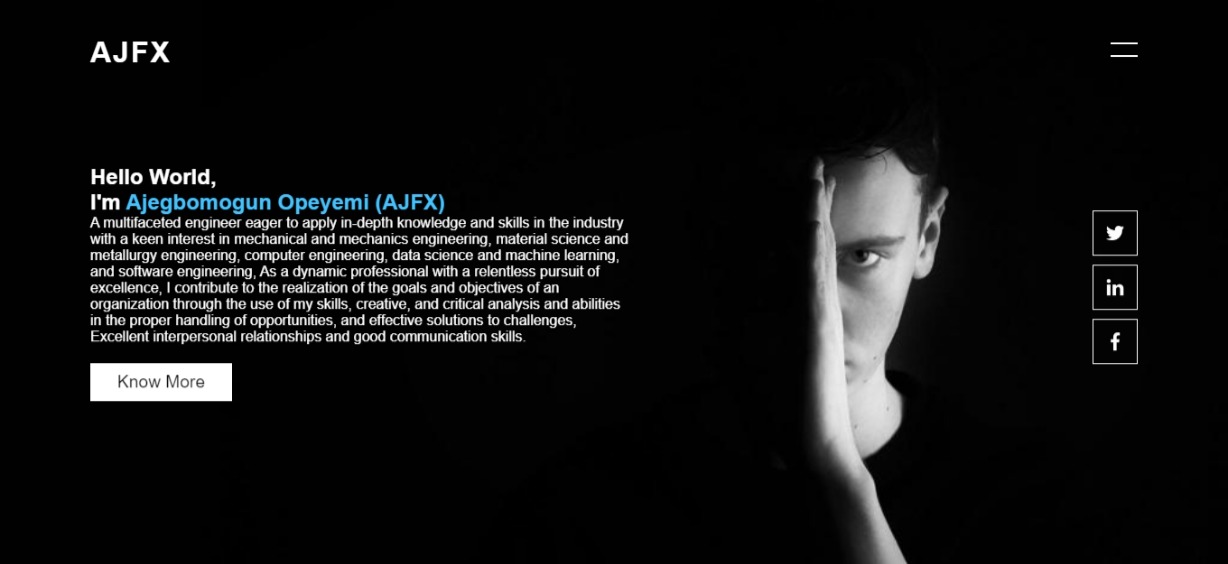 AJFX
Hello World,
I'm Ajegbomogun Opeyemi (AJFX)
A multifaceted engineer eager to apply in-depth knowledge and skills in the industry
with a keen interest in mechanical and mechanics engineering, material science and
metallurgy engineering, computer engineering, data science and machine learning,
and software engineering, As a dynamic professional with a relentless pursuit of
excellence, I contribute to the realization of the goals and objectives of an
organization through the use of my skills, creative, and critical analysis and abilities
in the proper handling of opportunities, and effective solutions to challenges,
Excellent interpersonal relationships and good communication skills.
Know More
in
f